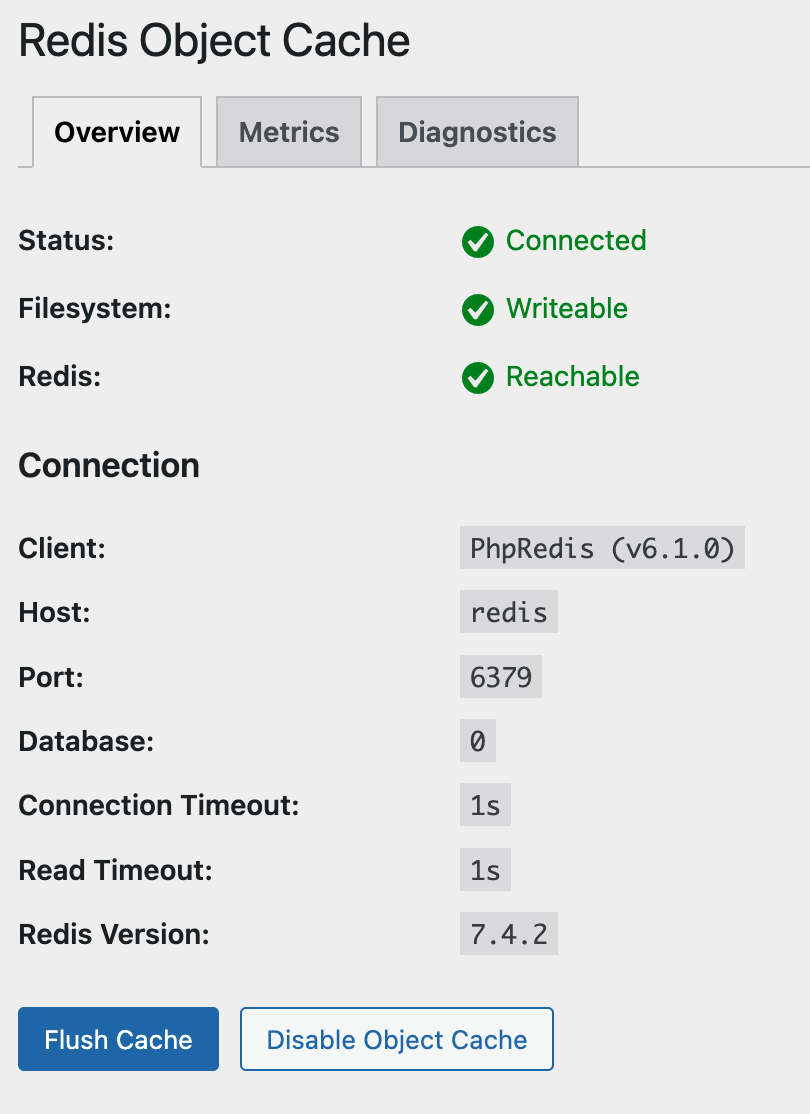 Redis Object Cache
Overview Metrics Diagnostics
Status: Connected
Filesystem: Writeable
Redis: Reachable
Connection
Client: PhpRedis (v6.1.0)
Host: redis
Port: 6379
Database: 0
Connection Timeout: 1s
Read Timeout: 1s
Redis Version: 7.4.2
Flush Cache Disable Object Cache